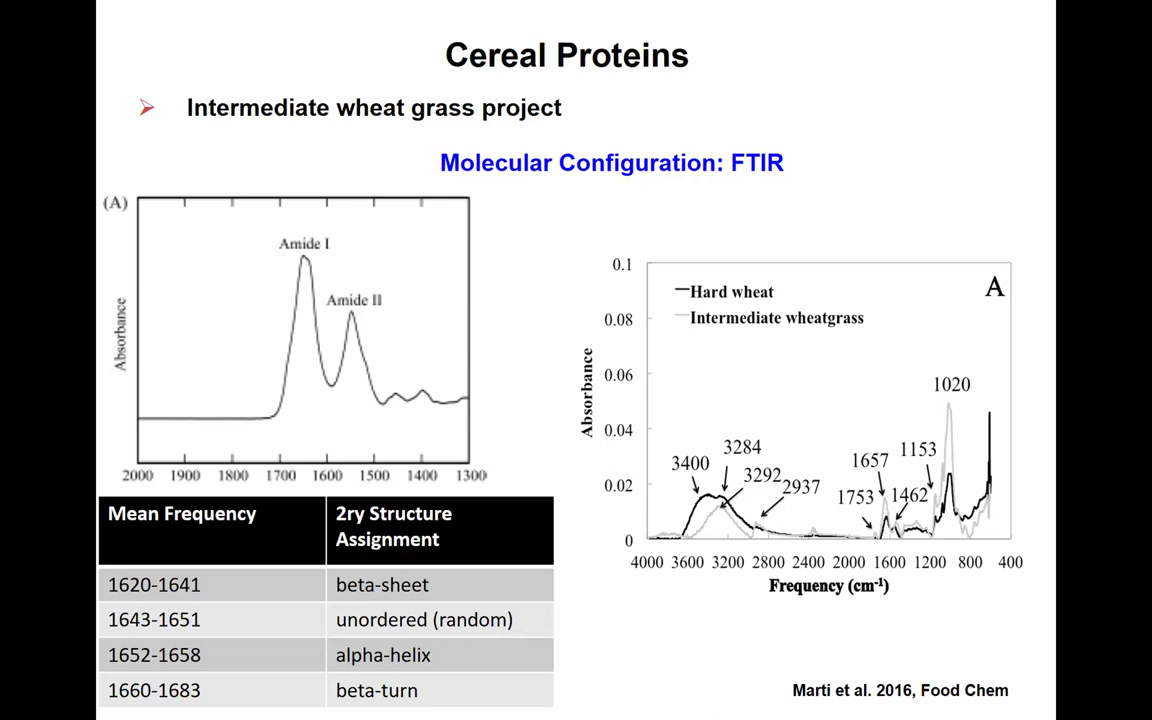 Cereal Proteins
Intermediate wheat grass project
Molecular Configuration: FTIR
(A)
Amide I
Amide II
Absorbance
2000 1900 1800 1700 1600 1500 1400 1300
Mean Frequency
2ry Structure
Assignment
1620-1641 beta-sheet
1643-1651 unordered (random)
1652-1658 alpha-helix
1660-1683 beta-turn
A
Hard wheat
Intermediate wheatgrass
0.1
0.08
0.06
0.04
0.02
0
Absorbance
1020
3284
3400
3292
2937
1657
1153
1753
1462
4000 3600 3200 2800 2400 2000 1600 1200 800 400
Frequency (cm-1)
Marti et al. 2016, Food Chem